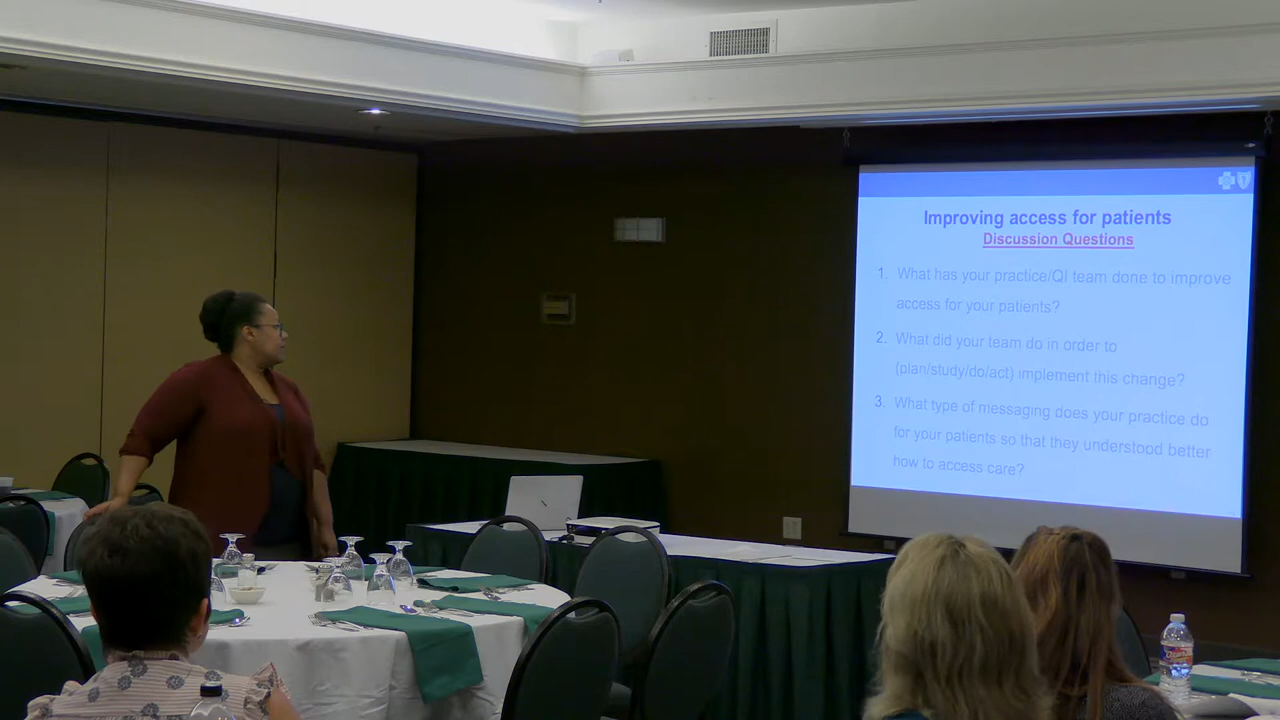 Improving access for patients
Discussion Questions
1. What has your practice/QI team done to improve
access for your patients?
2. What did your team do in order to
(plan/study/do/act) implement this change?
3. What type of messaging does your practice do
for your patients so that they understood better
how to access care?